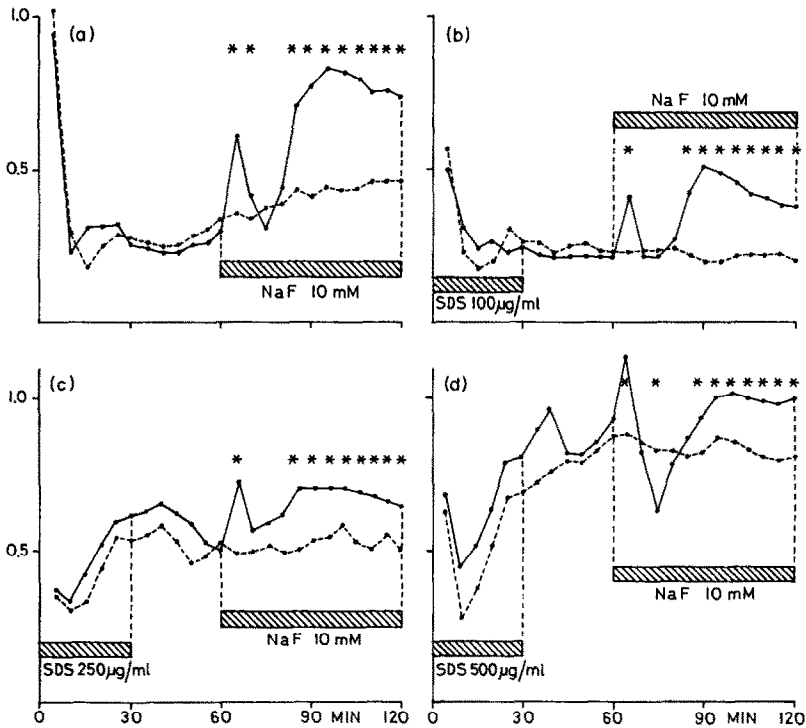 1.0
(a)
* * * * * * * * *
0.5
NaF 10 mM
(b)
NaF 10 mM
* * * * * * * * *
SDS 100µg/ml
1.0
(c)
* * * * * * * *
0.5
NaF 10 mM
SDS 250µg/ml
0 30 60 90 MIN 120
(d)
* * * * * * * * *
NaF 10 mM
SDS 500µg/ml
0 30 60 90 MIN 120